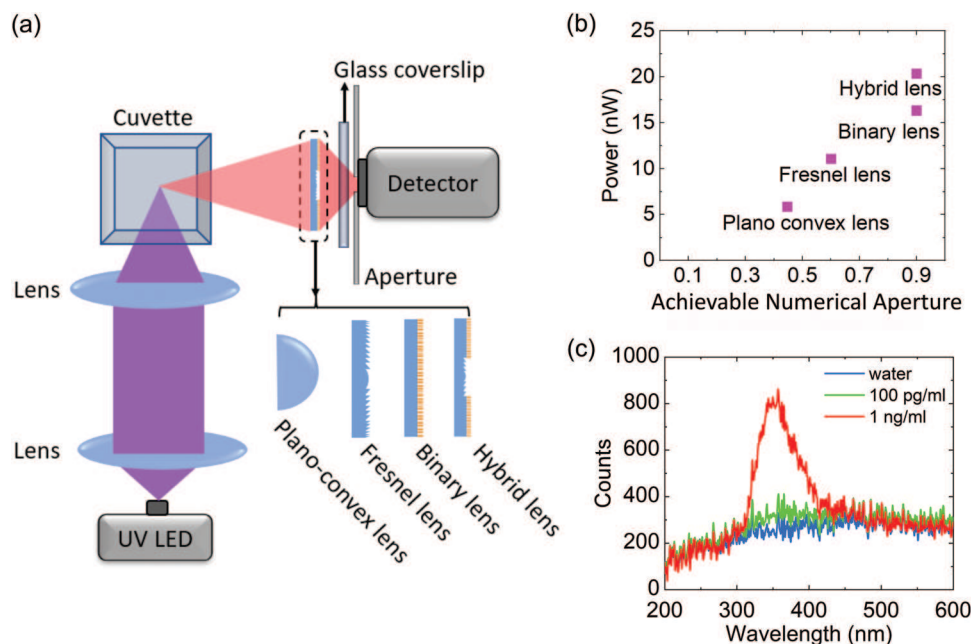 (a)
Glass coverslip
Cuvette
Detector
Aperture
Lens
Lens
UV LED
Plano-convex lens
Fresnel lens
Binary lens
Hybrid lens
(b)
25
20
15
10
5
0
Power (nW)
Hybrid lens
Binary lens
Fresnel lens
Plano convex lens
0.1 0.3 0.5 0.7 0.9
Achievable Numerical Aperture
(c)
1000
800
600
400
200
0
Counts
water
100 pg/ml
1 ng/ml
200 300 400 500 600
Wavelength (nm)